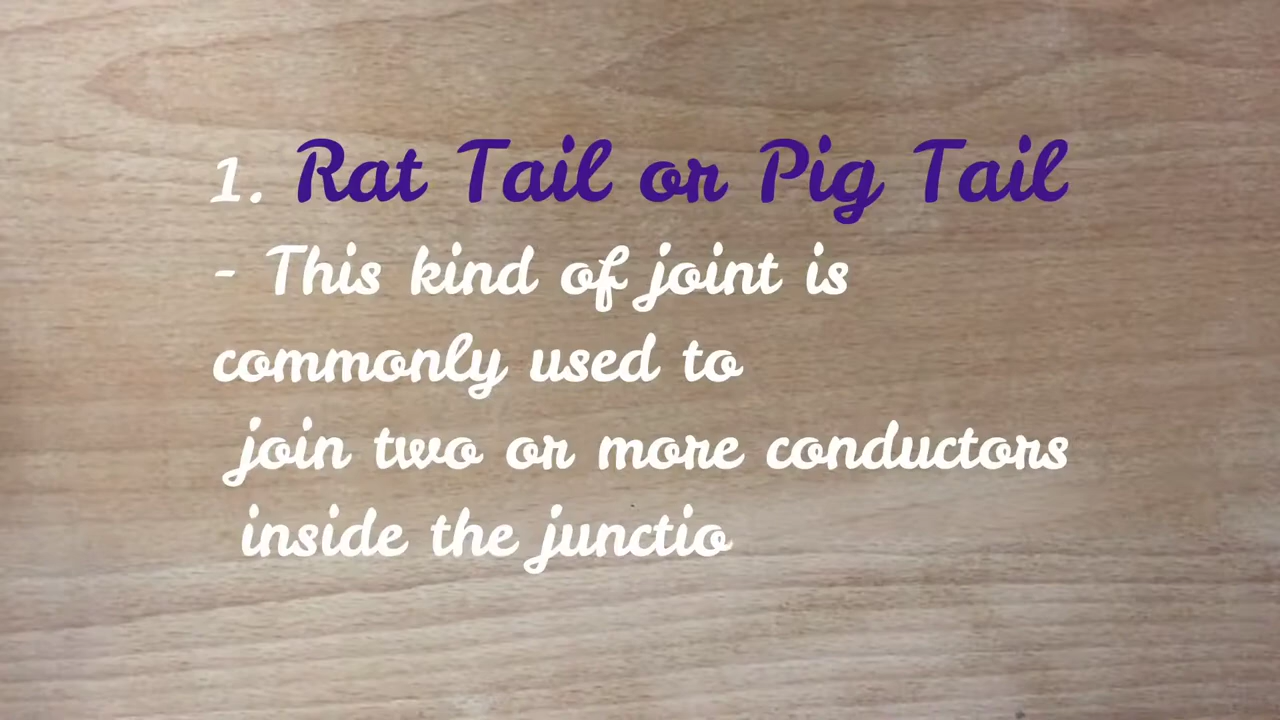 1. Rat Tail or Pig Tail
- This kind of joint is
commonly used to
join two or more conductors
inside the junctio